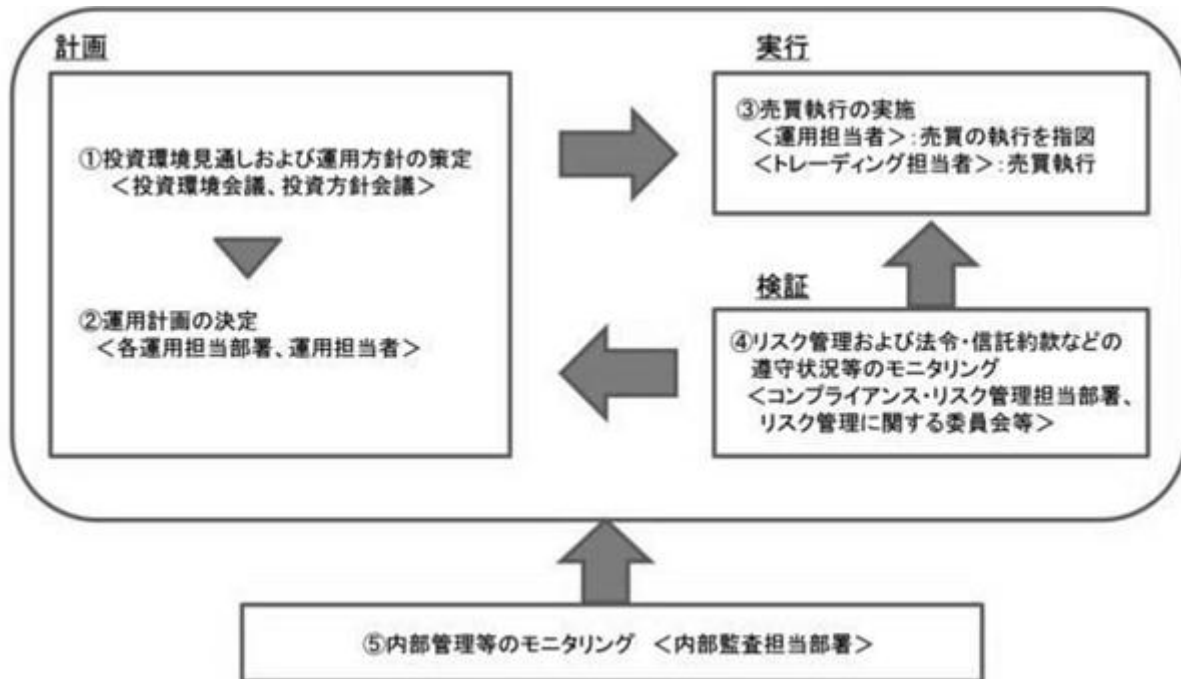 計画
①投資環境見通しおよび運用方針の策定
＜投資環境会議、投資方針会議＞
②運用計画の決定
＜各運用担当部署、運用担当者＞
実行
③売買執行の実施
＜運用担当者＞：売買の執行を指図
＜トレーディング担当者＞：売買執行
検証
④リスク管理および法令・信託約款などの
遵守状況等のモニタリング
＜コンプライアンス・リスク管理担当部署、
リスク管理に関する委員会等＞
⑤内部管理等のモニタリング ＜内部監査担当部署＞